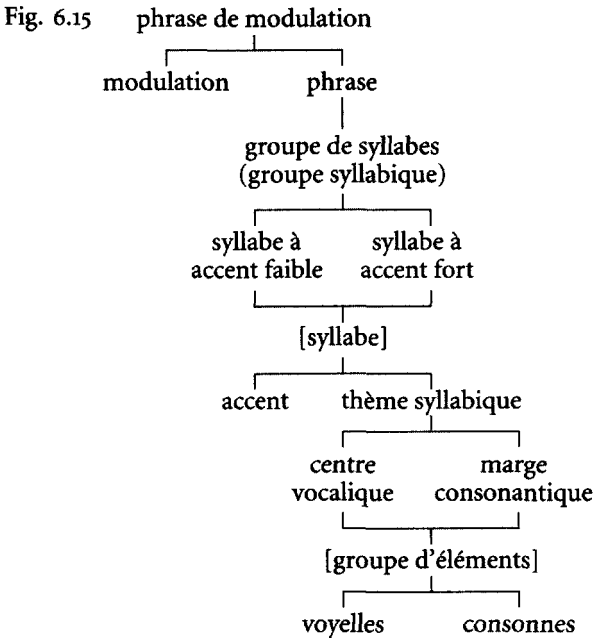 Fig. 6.15 phrase de modulation
modulation phrase
groupe de syllabes
(groupe syllabique)
syllabe à syllabe à
accent faible accent fort
[syllabe]
accent thème syllabique
centre marge
vocalique consonantique
[groupe d'éléments]
voyelles consonnes